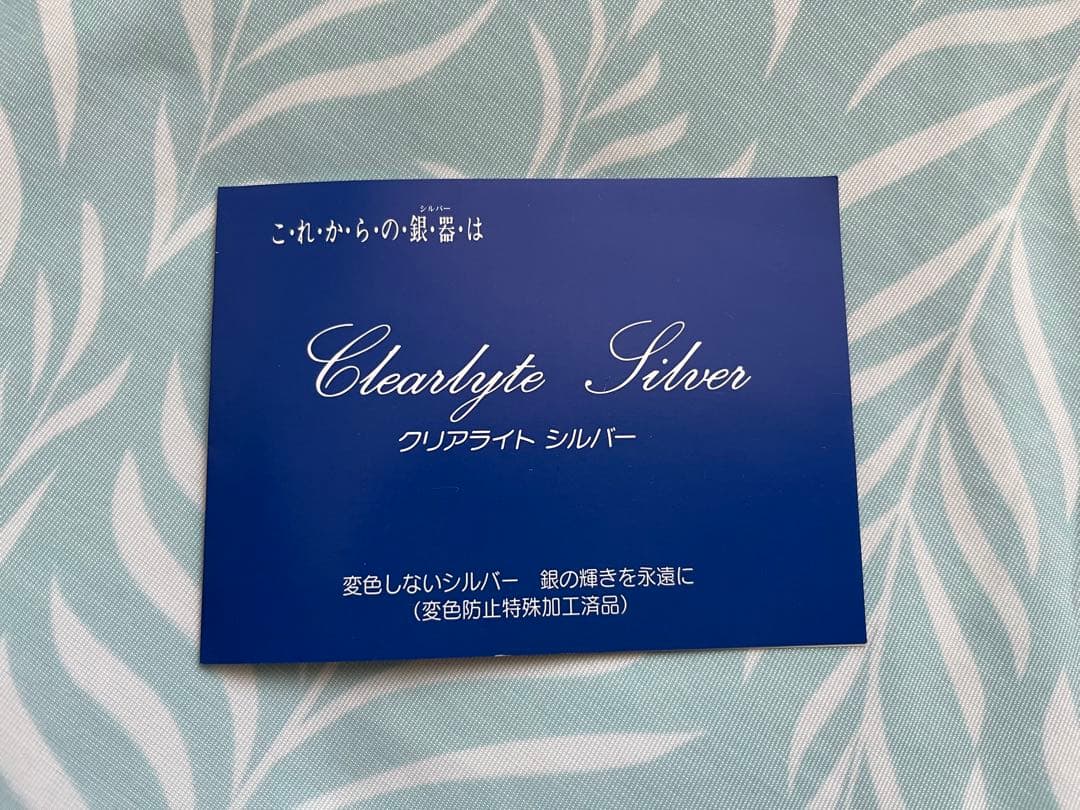 シルバー
こ・れ・か・ら・の・銀・器・は
Clearlyte Silver
クリアライト シルバー
変色しないシルバー 銀の輝きを永遠に
（変色防止特殊加工済品）